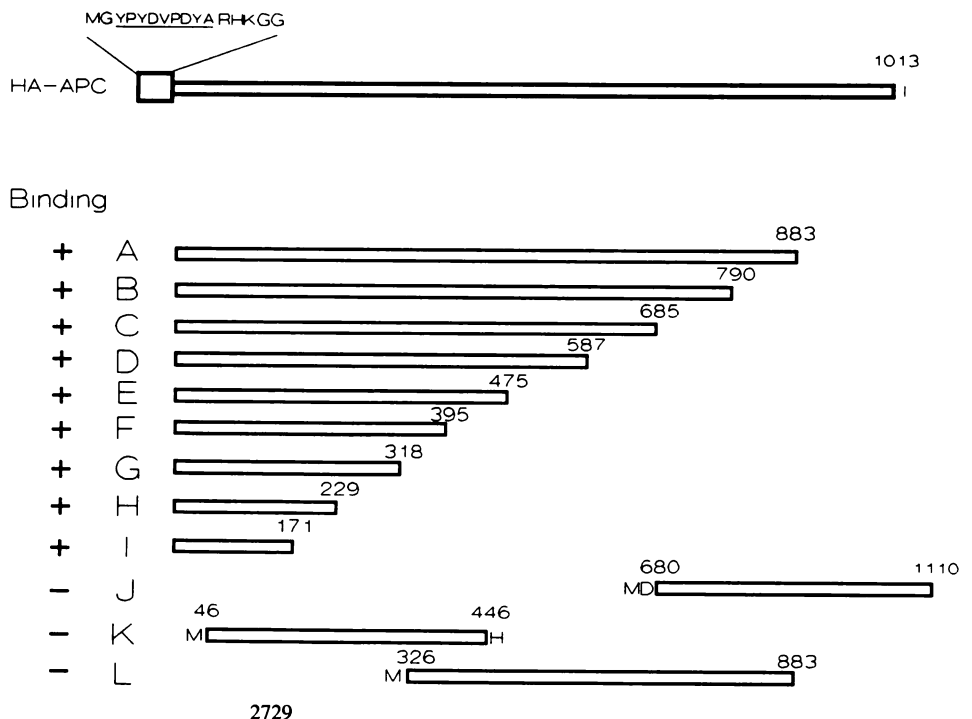 MGYPYDVPDYARHKGG
1013
HA-APC I
Binding
+ A 883
+ B 790
+ C 685
+ D 587
+ E 475
+ F 395
+ G 318
+ H 229
+ I 171
- J MD 680 1110
- K M 46 446 H
- L M 326 883
2729